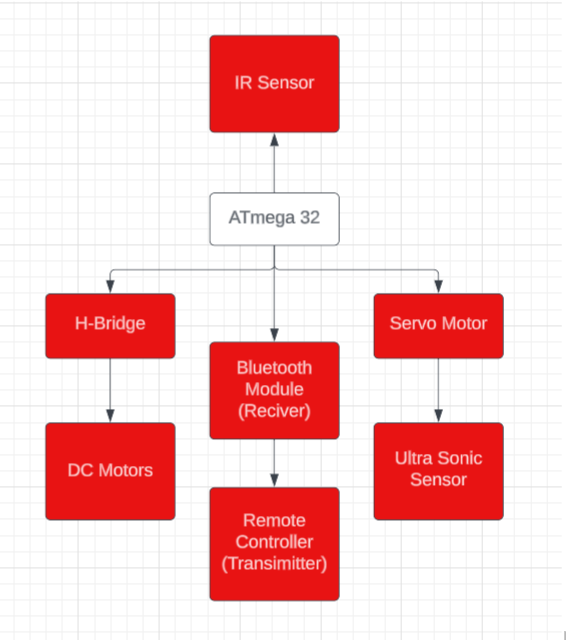 IR Sensor
ATmega 32
H-Bridge
Servo Motor
Bluetooth
Module
(Reciver)
DC Motors
Ultra Sonic
Sensor
Remote
Controller
(Transimitter)